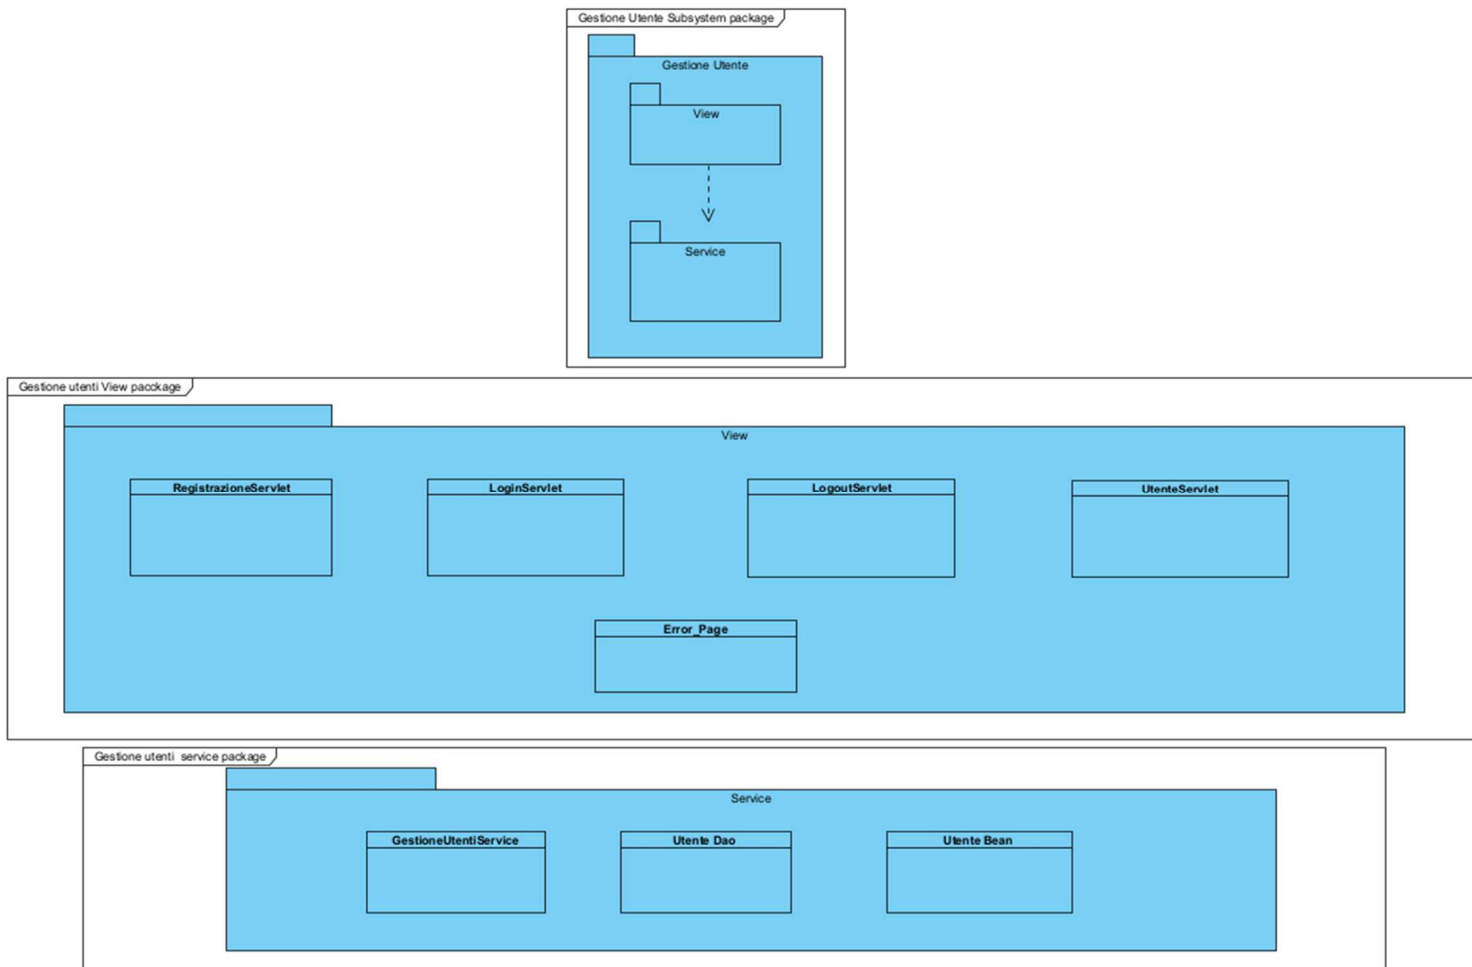 Gestione Utente Subsystem package
Gestione Utente
View
Service
Gestione utenti View pacckage
View
RegistrazioneServlet
LoginServlet
LogoutServlet
UtenteServlet
Error_Page
Gestione utenti service package
Service
GestioneUtentiService
Utente Dao
Utente Bean